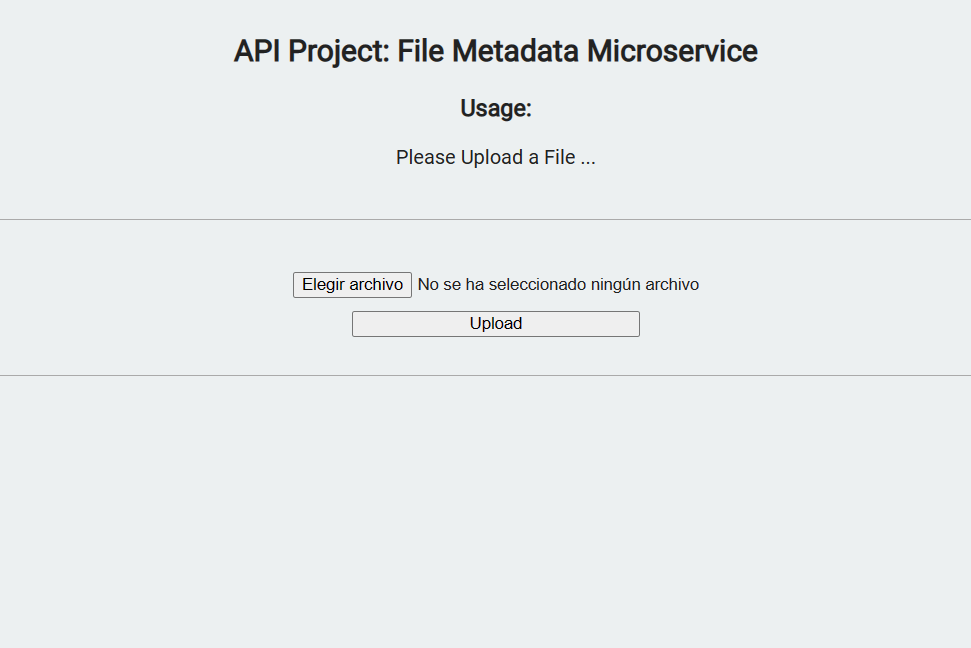 API Project: File Metadata Microservice
Usage:
Please Upload a File ...
Elegir archivo No se ha seleccionado ningún archivo
Upload